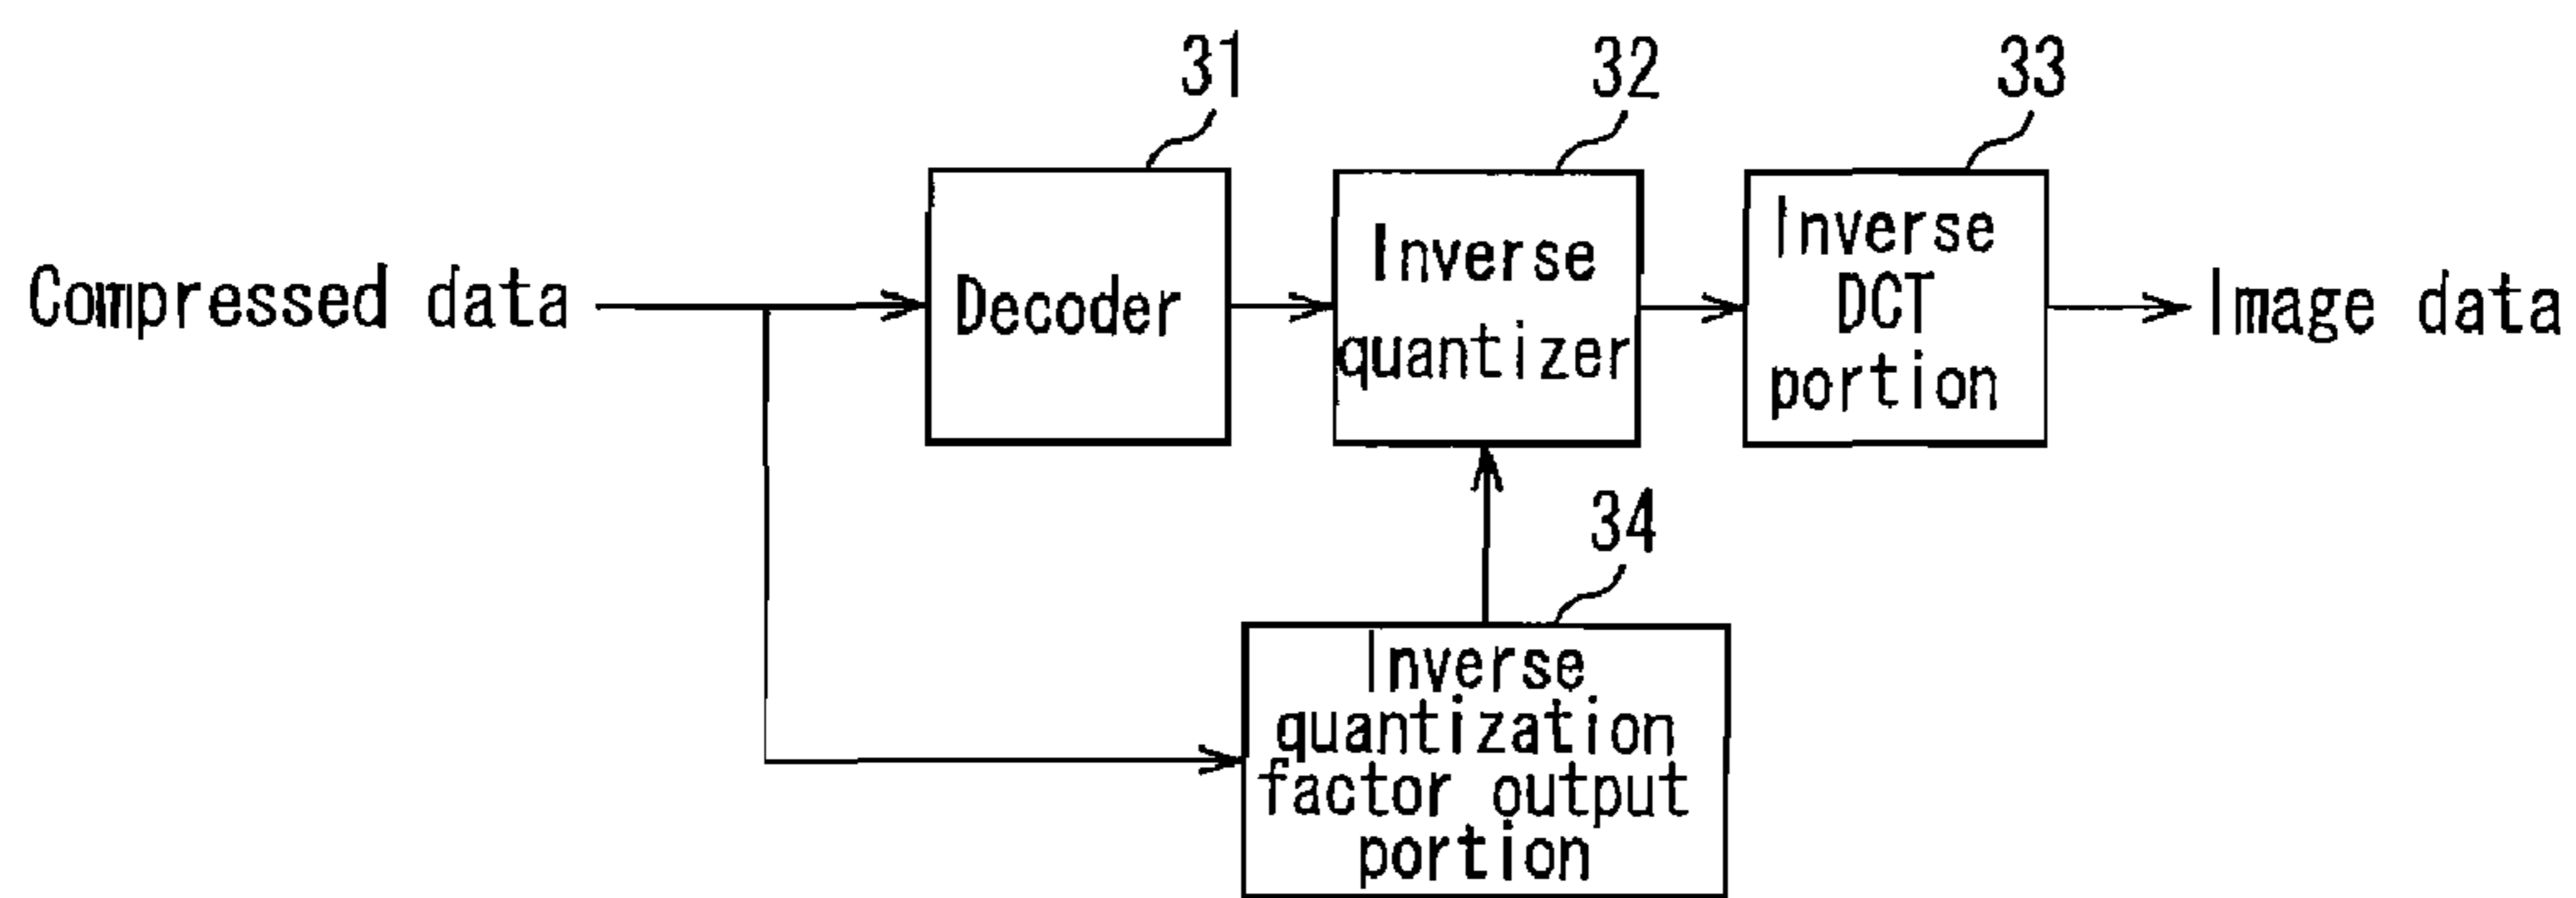 31
32
33
Compressed data
Decoder
Inverse
quantizer
Inverse
DCT
portion
Image data
34
Inverse
quantization
factor output
portion